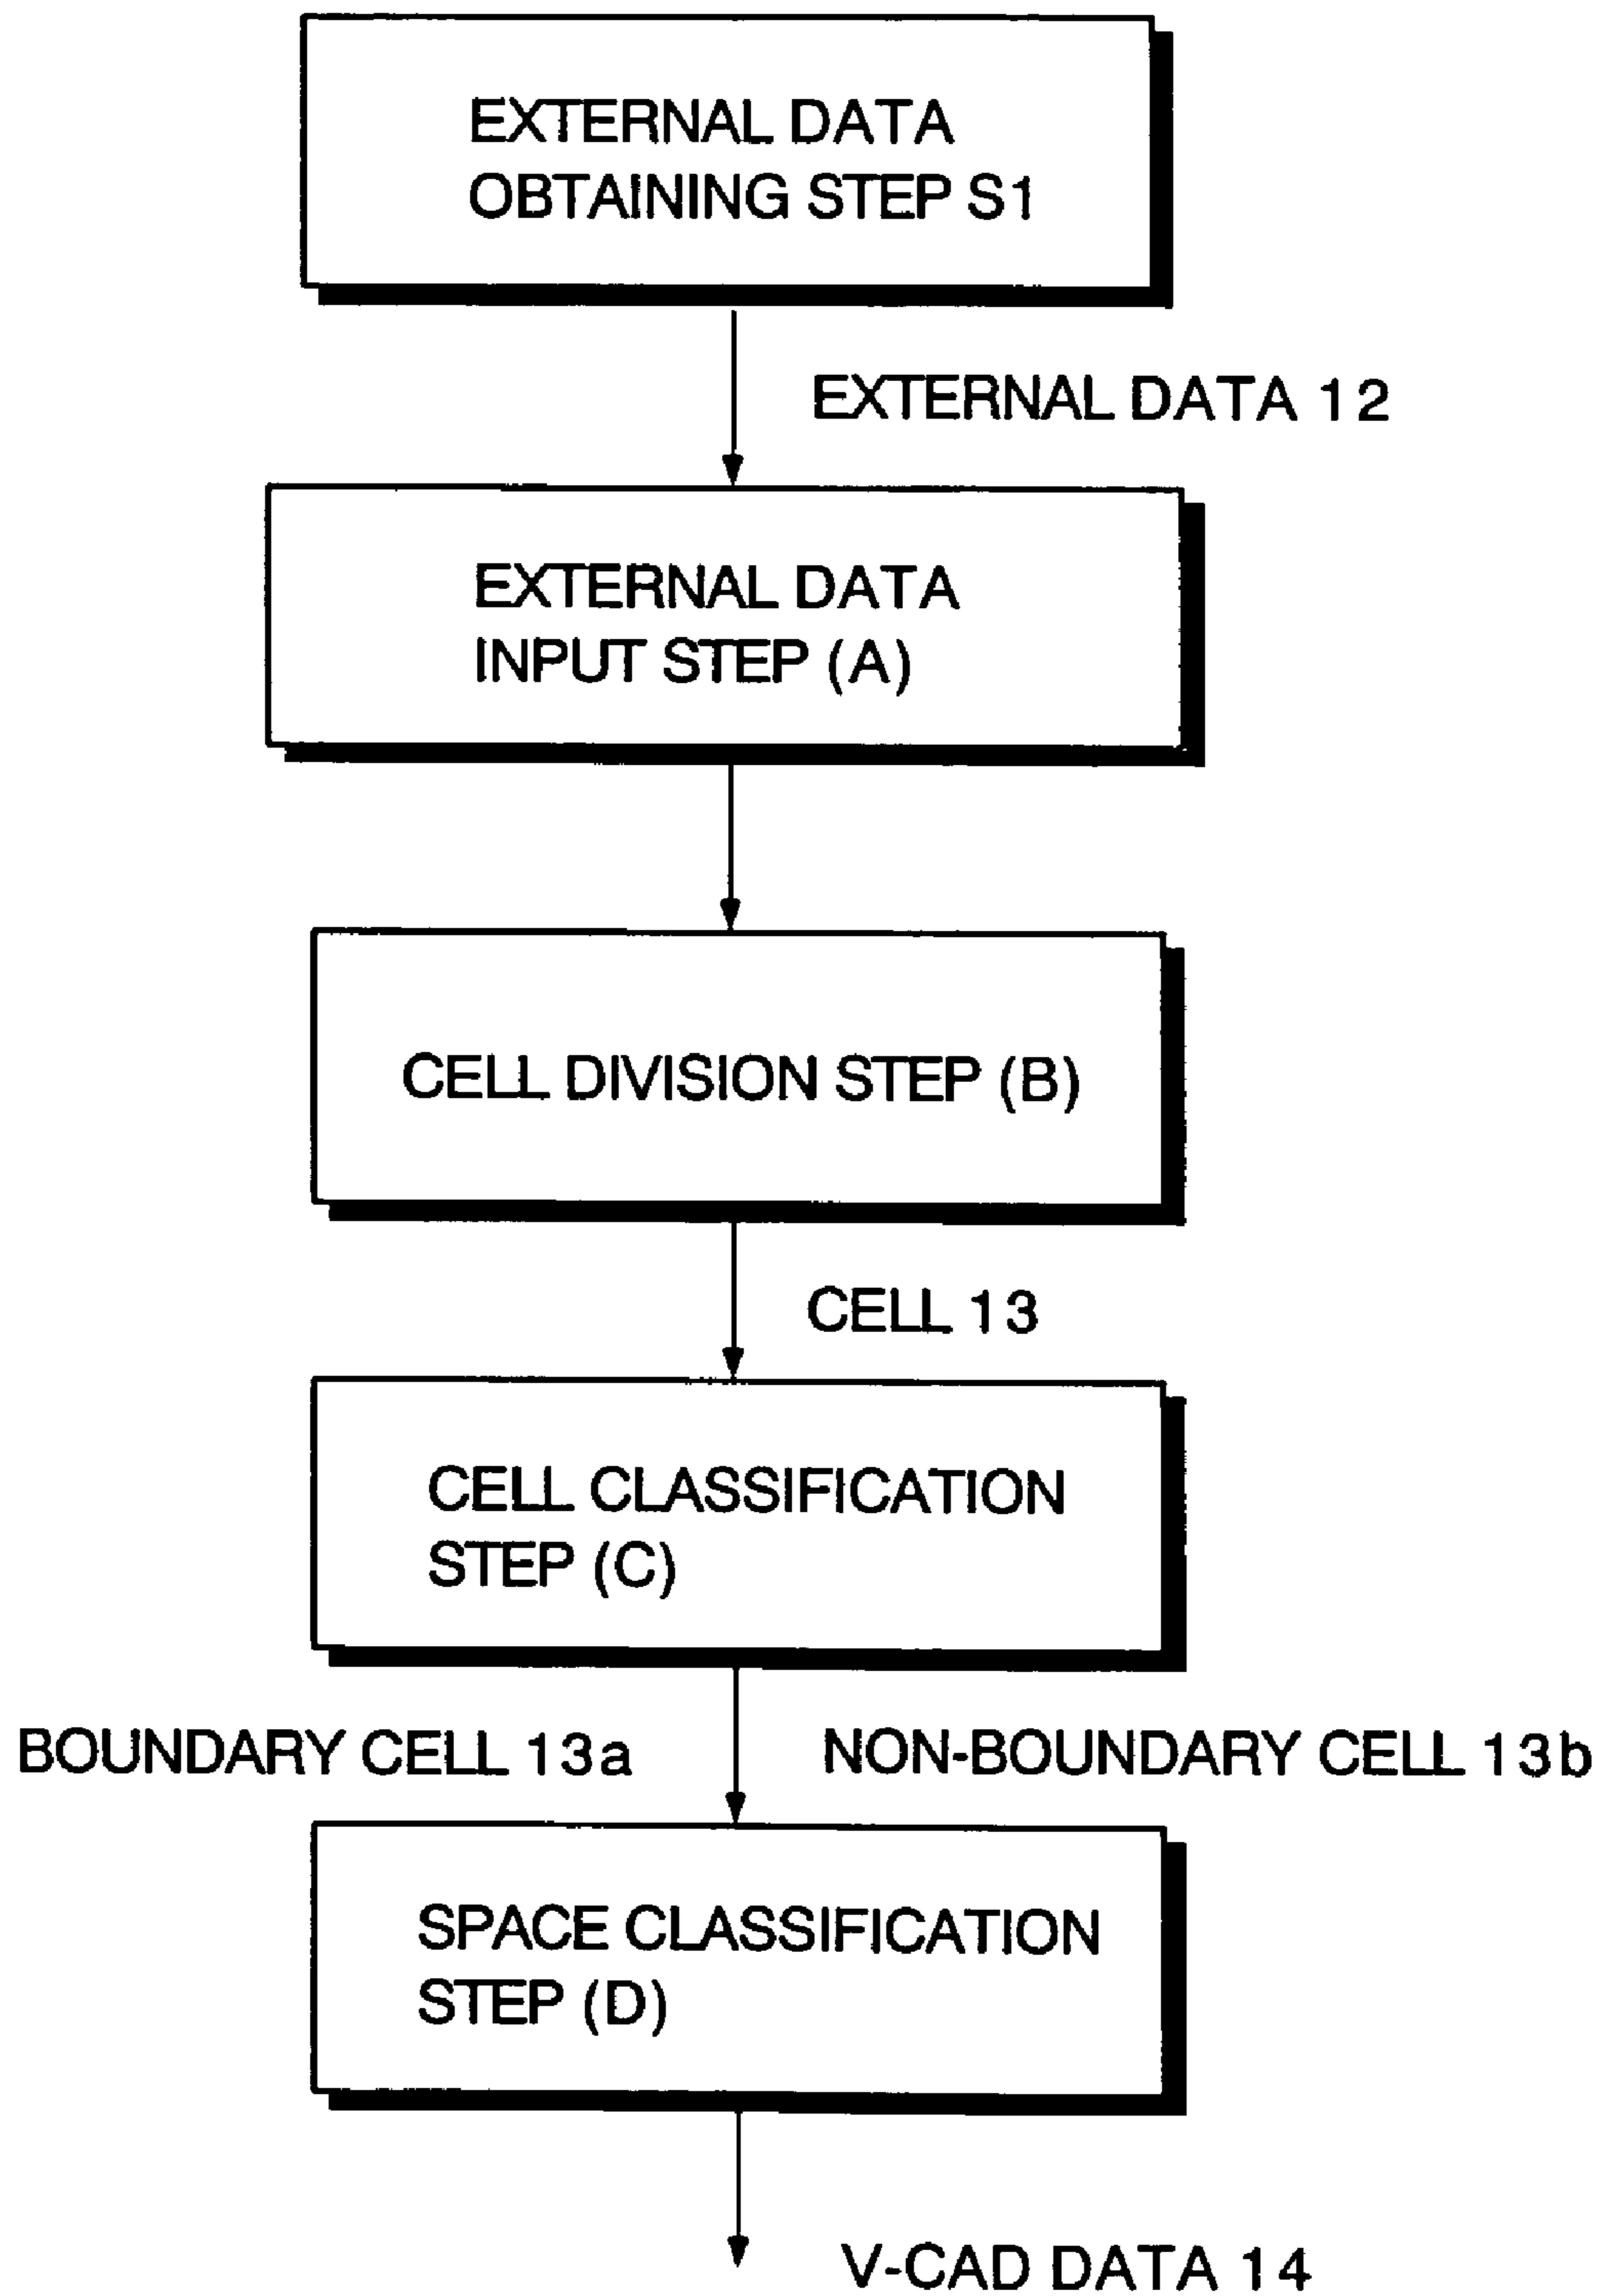 EXTERNAL DATA
OBTAINING STEP S1
EXTERNAL DATA 12
EXTERNAL DATA
INPUT STEP (A)
CELL DIVISION STEP (B)
CELL 13
CELL CLASSIFICATION
STEP (C)
BOUNDARY CELL 13a
NON-BOUNDARY CELL 13b
SPACE CLASSIFICATION
STEP (D)
V-CAD DATA 14